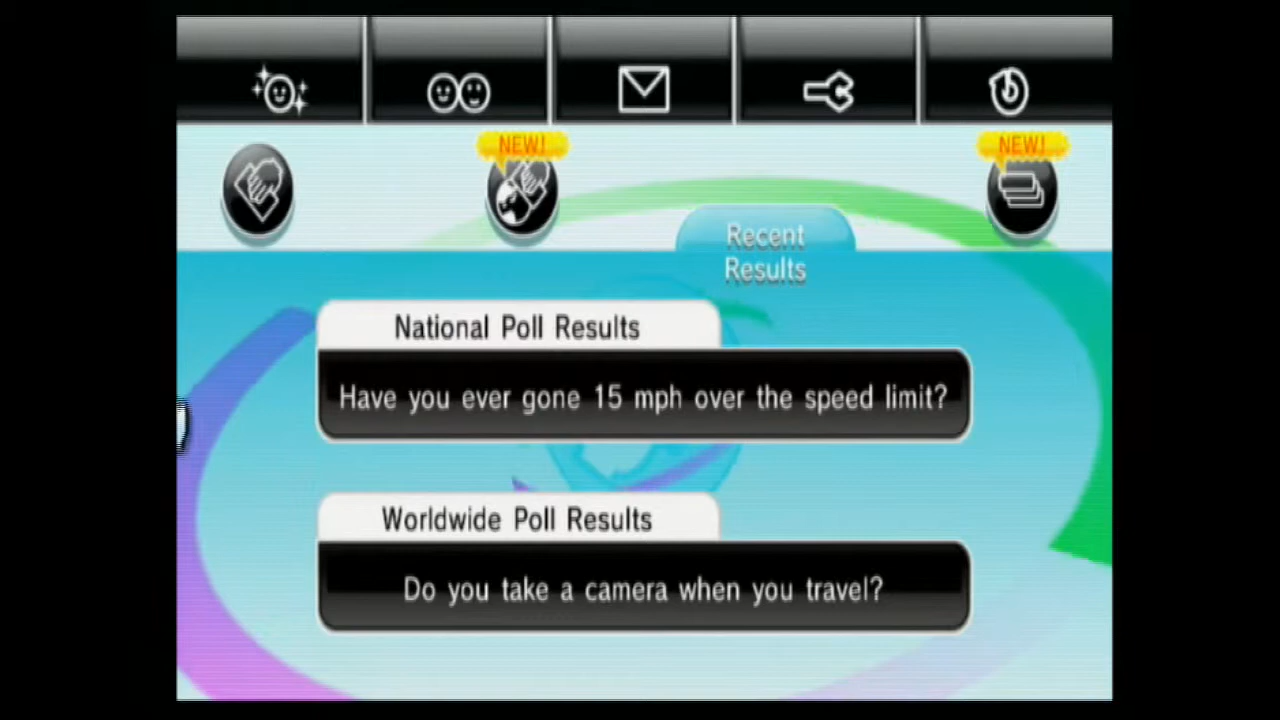 NEW!
NEW!
Recent
Results
National Poll Results
Have you ever gone 15 mph over the speed limit?
Worldwide Poll Results
Do you take a camera when you travel?